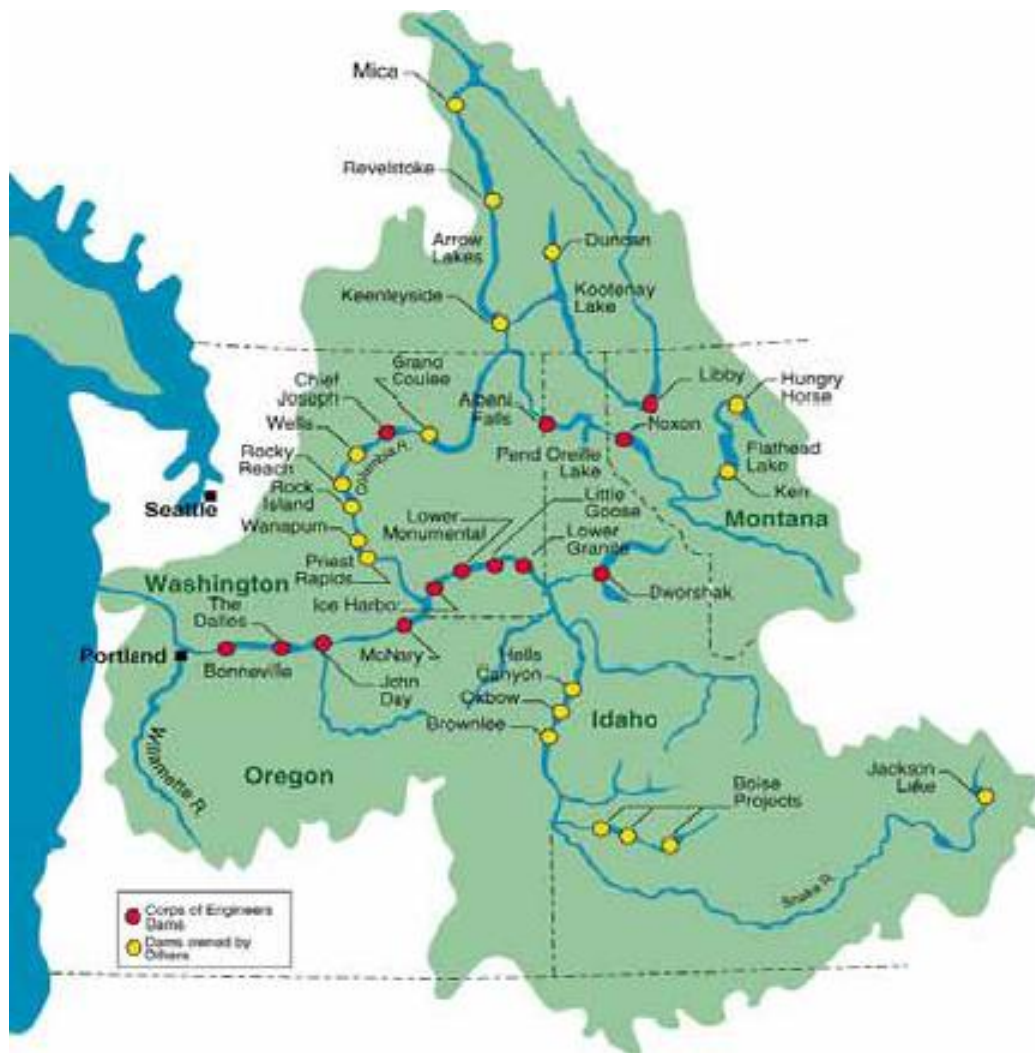 Mica
Revelstoke
Arrow
Lakes
Duncan
Keenleyside
Kootenay
Lake
Grand
Coulee
Chief
Joseph
Albeni
Falls
Libby
Hungry
Horse
Wells
Noxon
Rocky
Reach
Columbia R.
Pend Oreille
Lake
Flathead
Lake
Rock
Island
Kerr
Seattle
Little
Goose
Wanapum
Lower
Monumental
Lower
Granite
Montana
Priest
Rapids
Washington
Ice Harbo
Dworshak
The
Dalles
Portland
Bonneville
McNary
John
Day
Hells
Canyon
Oxbow
Brownlee
Idaho
Willamette R.
Oregon
Boise
Projects
Jackson
Lake
Snake R.
Corps of Engineers
Dams
Dams owned by
Others